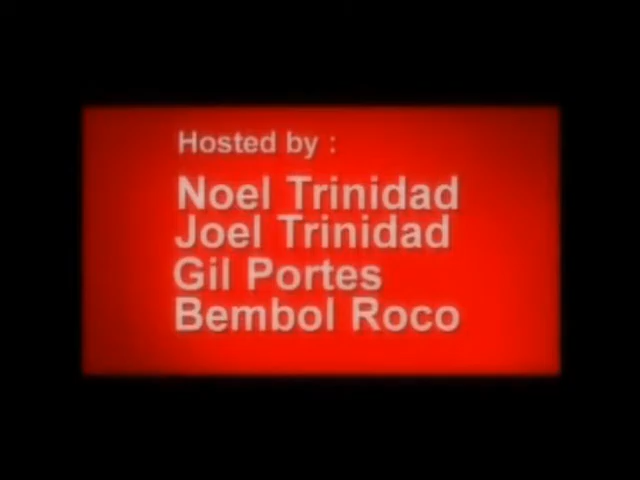 Hosted by :
Noel Trinidad
Joel Trinidad
Gil Portes
Bembol Roco